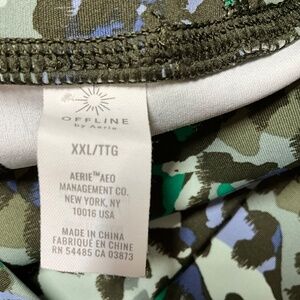 OFFLINE
by Aerie
XXL/TTG
AERIE™AEO
MANAGEMENT CO.
NEW YORK, NY
10016 USA
MADE IN CHINA
FABRIQUÉ EN CHINE
RN 54485 CA 03873